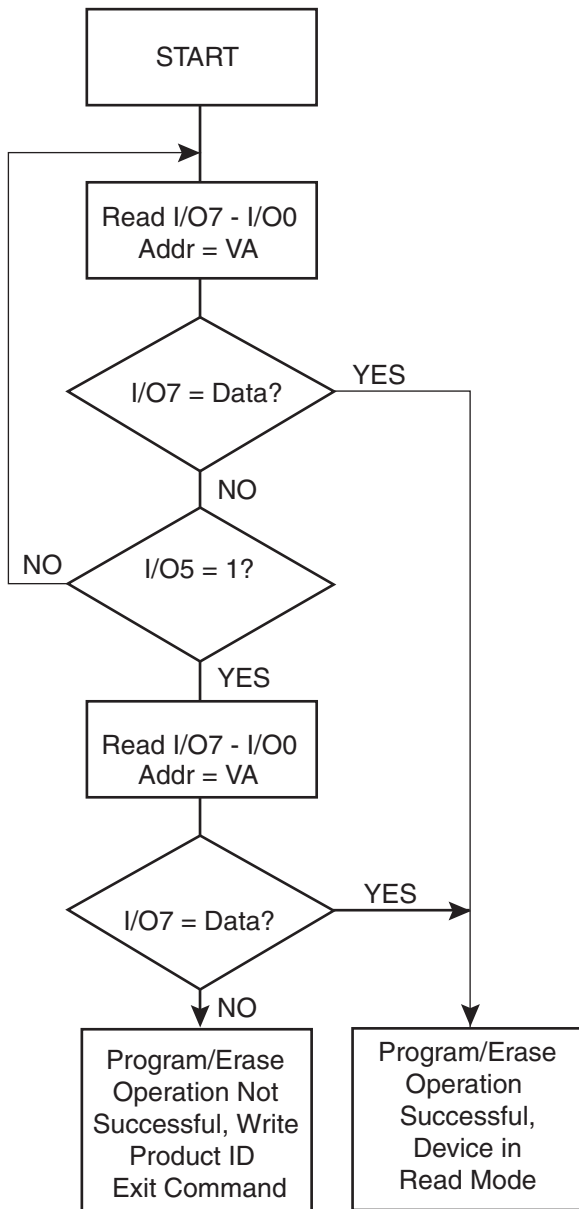 START
Read I/O7 - I/O0
Addr = VA
I/O7 = Data?
YES
NO
I/O5 = 1?
NO
YES
Read I/O7 - I/O0
Addr = VA
I/O7 = Data?
YES
NO
Program/Erase
Operation Not
Successful, Write
Product ID
Exit Command
Program/Erase
Operation
Successful,
Device in
Read Mode